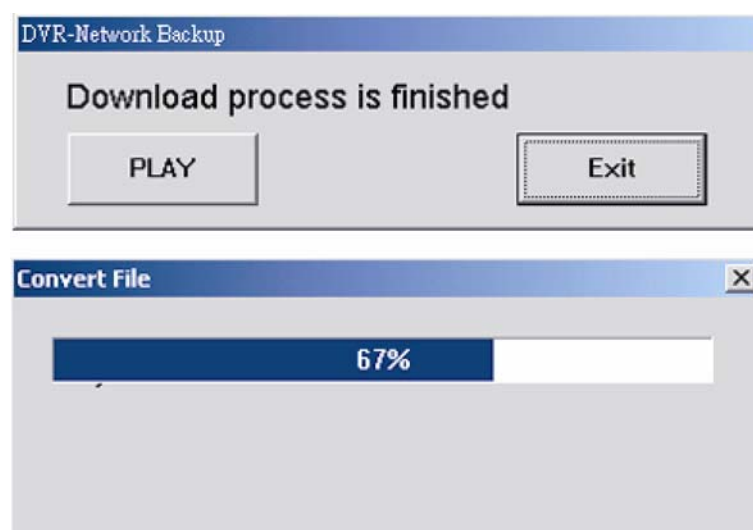 DVR-Network Backup
Download process is finished
PLAY
Exit
Convert File
67%